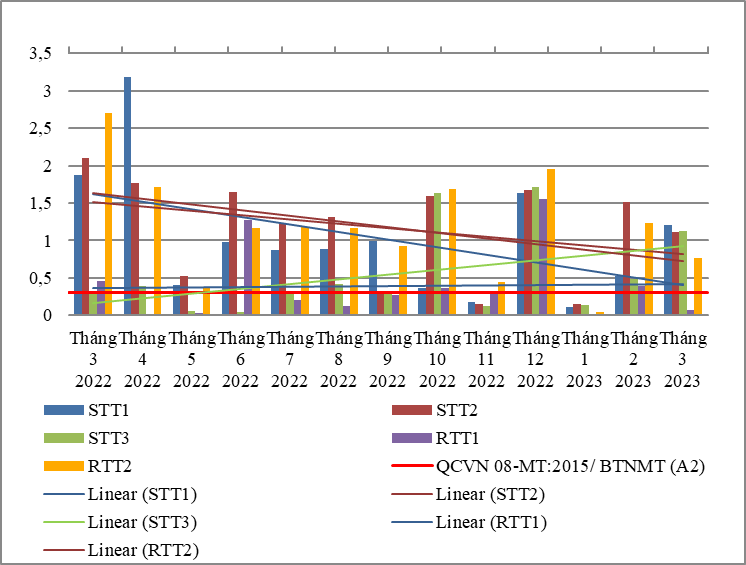 3,5
3
2,5
2
1,5
1
0,5
0
Tháng Tháng Tháng Tháng Tháng Tháng Tháng Tháng Tháng Tháng Tháng Tháng Tháng
3 4 5 6 7 8 9 10 11 12 1 2 3
2022 2022 2022 2022 2022 2022 2022 2022 2022 2022 2023 2023 2023
STT1 STT2
STT3 RTT1
RTT2 QCVN 08-MT:2015/ BTNMT (A2)
Linear (STT1) Linear (STT2)
Linear (STT3) Linear (RTT1)
Linear (RTT2)